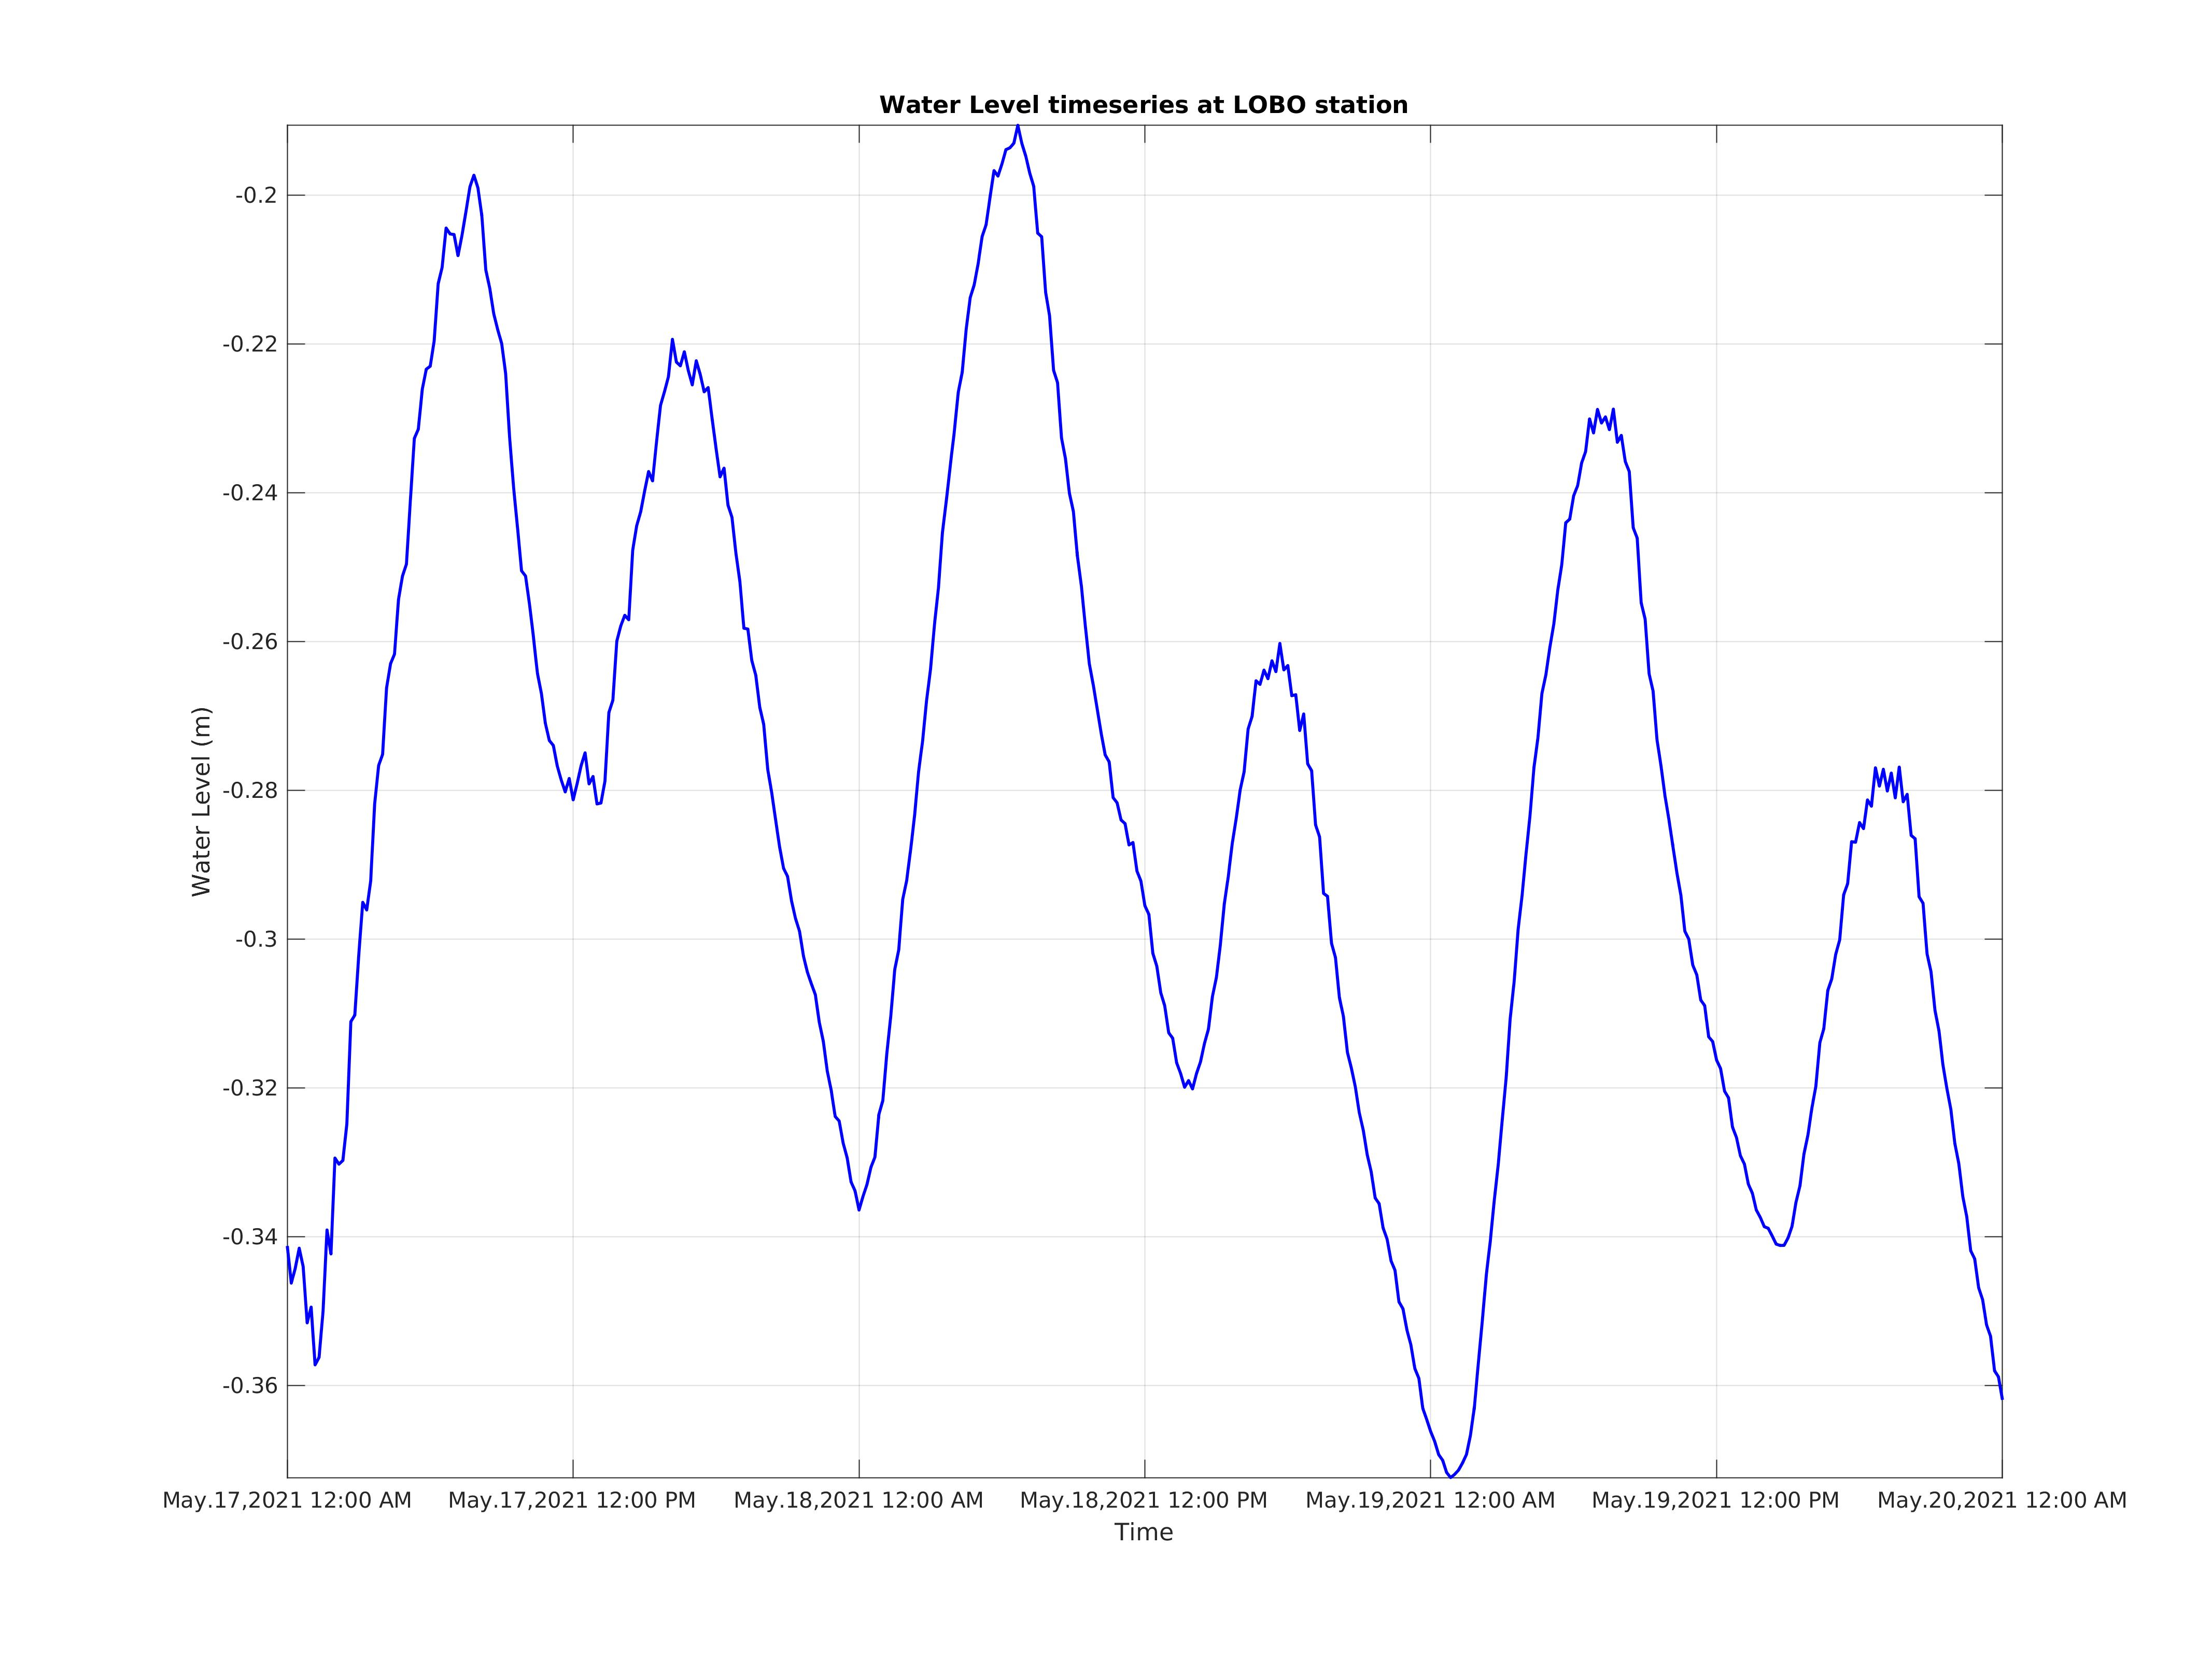 Water Level timeseries at LOBO station
-0.2
-0.22
-0.24
-0.26
-0.28
-0.3
-0.32
-0.34
-0.36
Water Level (m)
May.17,2021 12:00 AM May.17,2021 12:00 PM May.18,2021 12:00 AM May.18,2021 12:00 PM May.19,2021 12:00 AM May.19,2021 12:00 PM May.20,2021 12:00 AM
Time